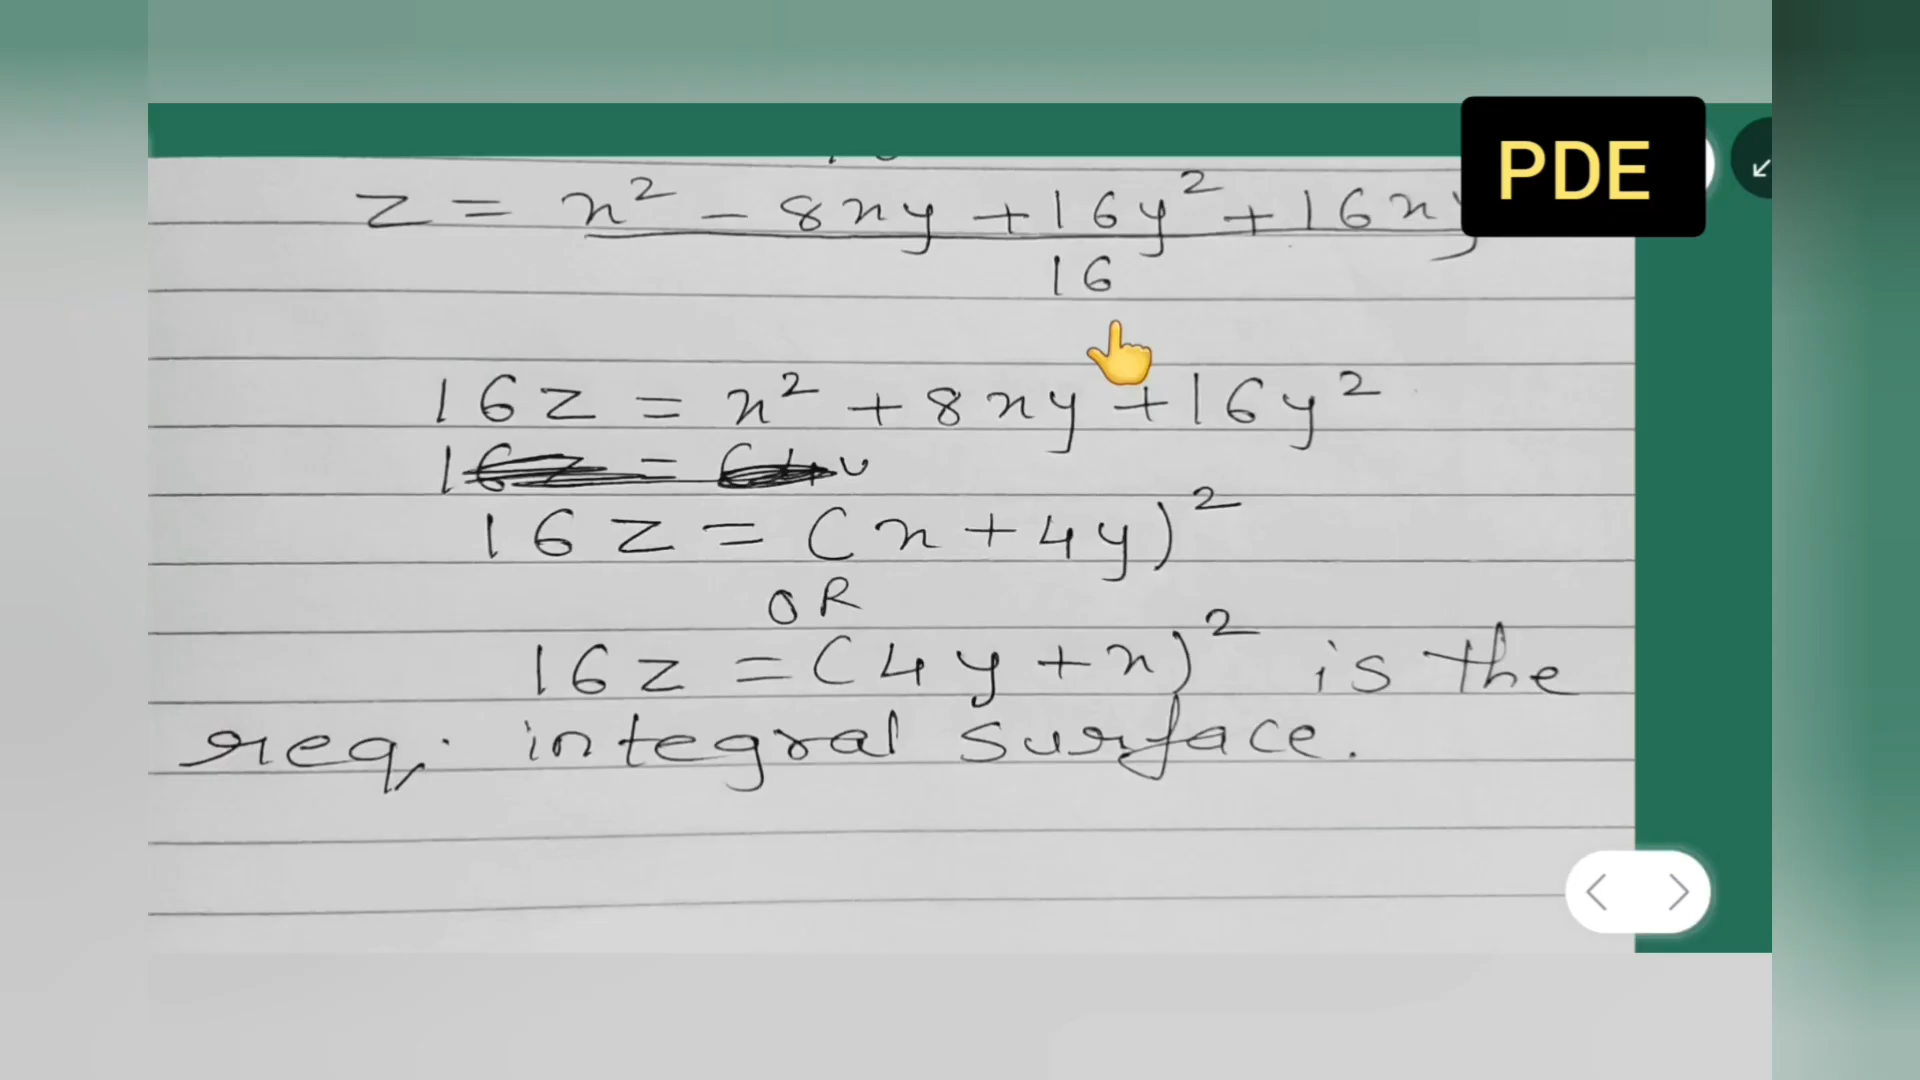 PDE
z = x² - 8xy + 16y² + 16xy
16
16z = x² + 8xy + 16y²
16z = (x + 4y)²
OR
16z = (4y + x)² is the
req. integral surface.